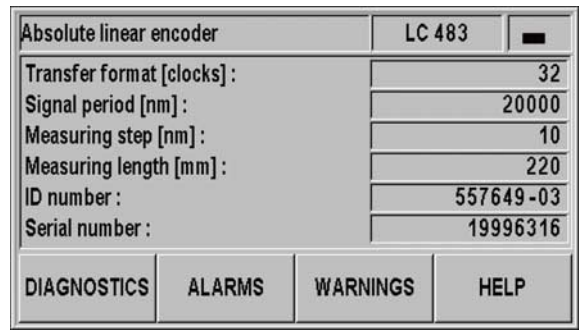 Absolute linear encoder LC 483
Transfer format [clocks] : 32
Signal period [nm] : 20000
Measuring step [nm] : 10
Measuring length [mm] : 220
ID number : 557649-03
Serial number : 19996316
DIAGNOSTICS ALARMS WARNINGS HELP